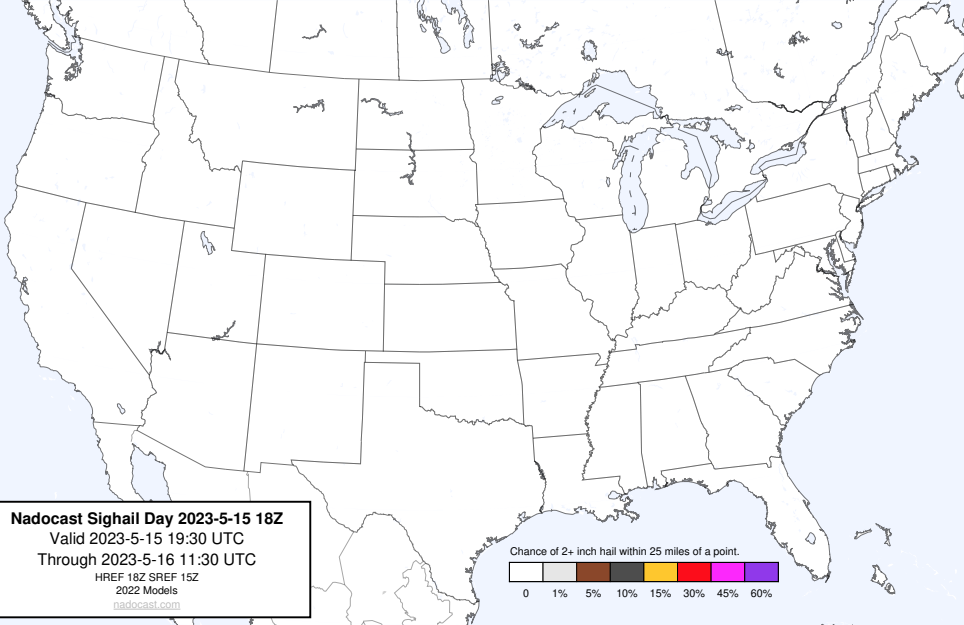 Nadocast Sighail Day 2023-5-15 18Z
Valid 2023-5-15 19:30 UTC
Through 2023-5-16 11:30 UTC
HREF 18Z SREF 15Z
2022 Models
nadocast.com
Chance of 2+ inch hail within 25 miles of a point.
0 1% 5% 10% 15% 30% 45% 60%